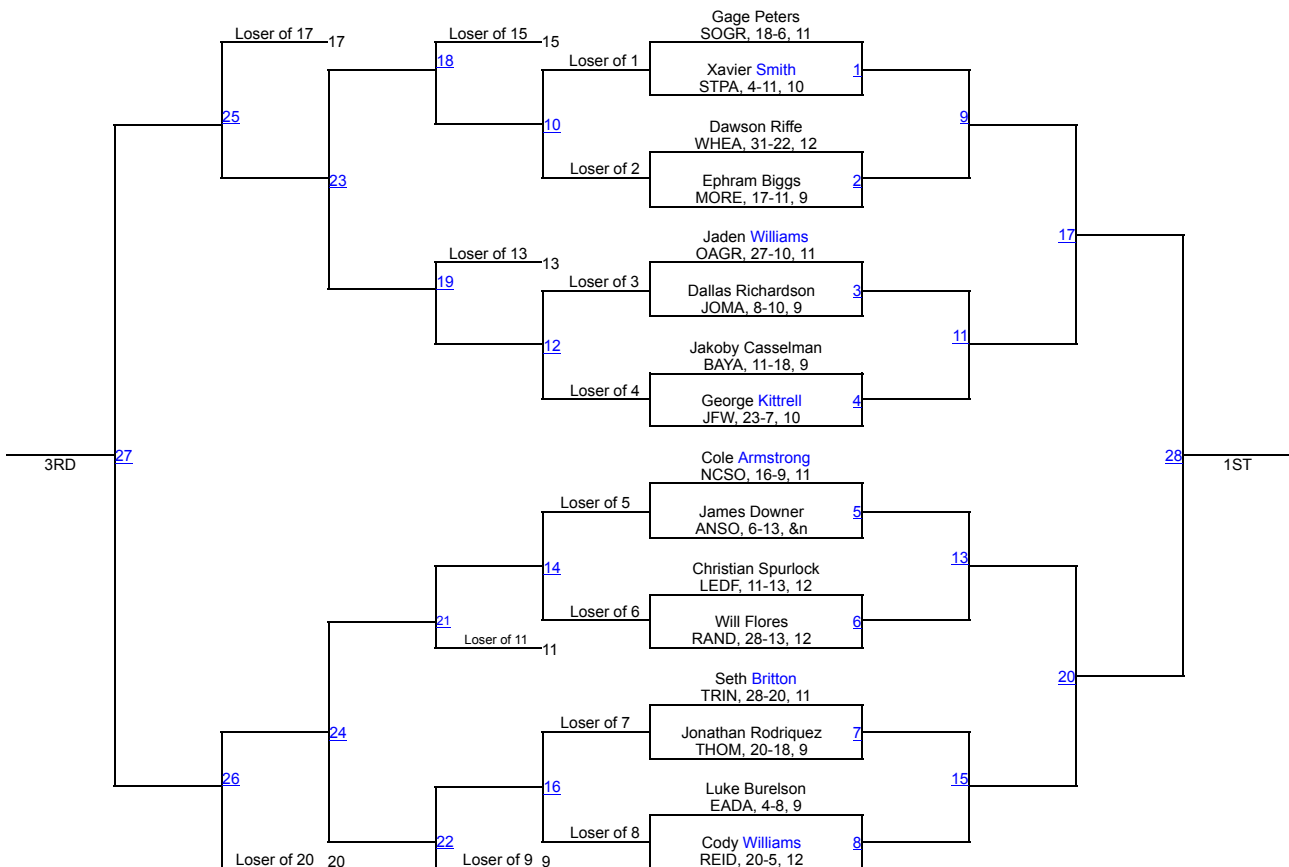 Gage Peters
Loser of 17 17
Loser of 15 15
SOGR, 18-6, 11
18
Loser of 1
Xavier Smith 1
STPA, 4-11, 10
25
10
9
Dawson Riffe
WHEA, 31-22, 12
Loser of 2
23
Ephram Biggs 2
MORE, 17-11, 9
Jaden Williams
17
Loser of 13 13
OAGR, 27-10, 11
19
Loser of 3
Dallas Richardson 3
JOMA, 8-10, 9
12
11
Jakoby Casselman
BAYA, 11-18, 9
Loser of 4
George Kittrell 4
JFW, 23-7, 10
27
3RD
Cole Armstrong
28
1ST
NCSO, 16-9, 11
Loser of 5
James Downer 5
ANSO, 6-13, &n
14
13
Christian Spurlock
LEDF, 11-13, 12
21
Loser of 6
Will Flores 6
RAND, 28-13, 12
Loser of 11 11
Seth Britton
20
TRIN, 28-20, 11
24
Loser of 7
Jonathan Rodriquez 7
THOM, 20-18, 9
26
16
15
Luke Burelson
EADA, 4-8, 9
22
Loser of 8
Cody Williams 8
REID, 20-5, 12
Loser of 20 20
Loser of 9 9